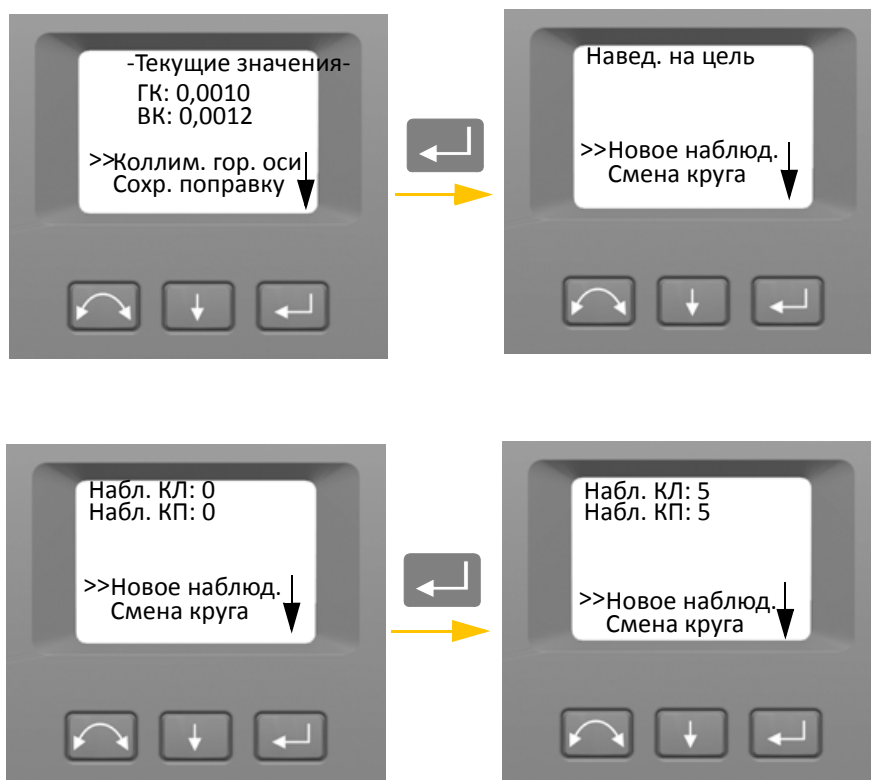 -Текущие значения-
ГК: 0,0010
ВК: 0,0012
>>Коллим. гор. оси
Сохр. поправку
Навед. на цель
>>Новое наблюд.
Смена круга
Набл. КЛ: 0
Набл. КП: 0
>>Новое наблюд.
Смена круга
Набл. КЛ: 5
Набл. КП: 5
>>Новое наблюд.
Смена круга